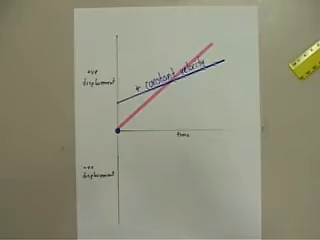 +ve
displacement
+ constant velocity
time
-ve
displacement